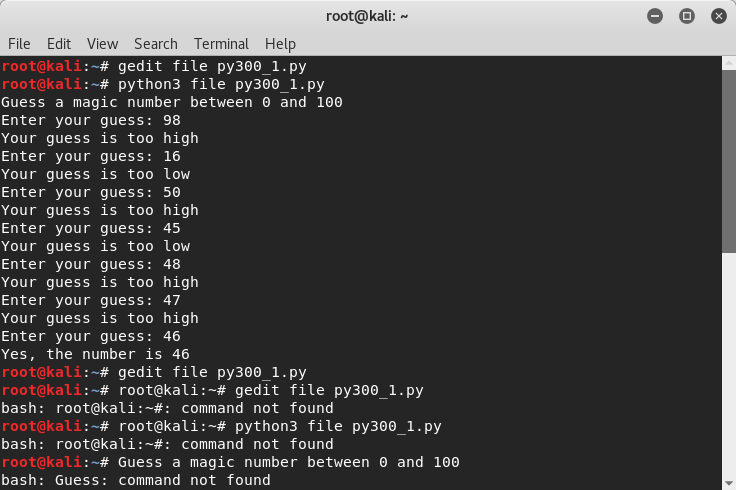 root@kali: ~
File Edit View Search Terminal Help
root@kali:~# gedit file py300_1.py
root@kali:~# python3 file py300_1.py
Guess a magic number between 0 and 100
Enter your guess: 98
Your guess is too high
Enter your guess: 16
Your guess is too low
Enter your guess: 50
Your guess is too high
Enter your guess: 45
Your guess is too low
Enter your guess: 48
Your guess is too high
Enter your guess: 47
Your guess is too high
Enter your guess: 46
Yes, the number is 46
root@kali:~# gedit file py300_1.py
root@kali:~# root@kali:~# gedit file py300_1.py
bash: root@kali:~#: command not found
root@kali:~# root@kali:~# python3 file py300_1.py
bash: root@kali:~#: command not found
root@kali:~# Guess a magic number between 0 and 100
bash: Guess: command not found